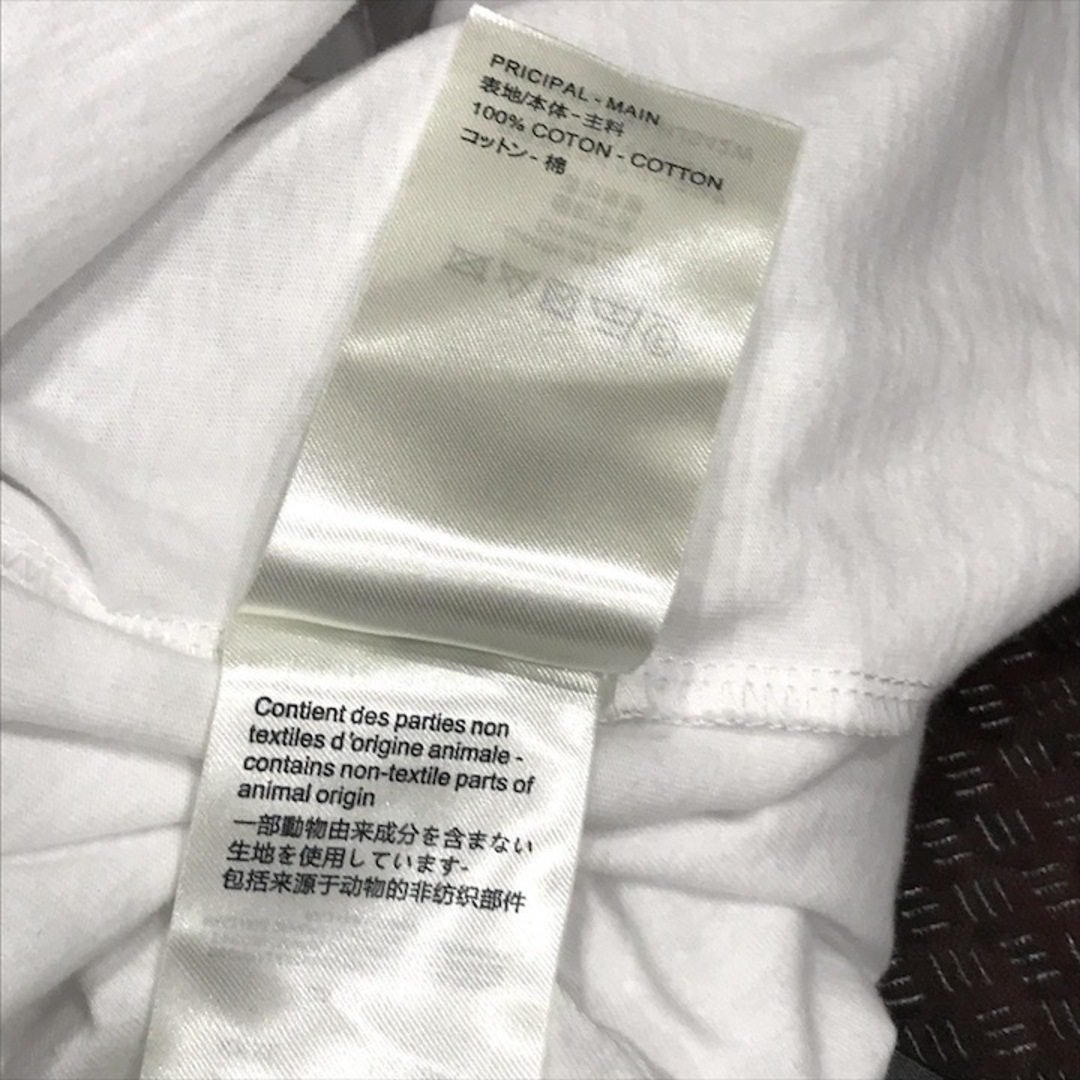 PRICIPAL - MAIN
表地/本体 - 主料
100% COTON - COTTON
コットン - 棉
Contient des parties non
textiles d'origine animale -
contains non-textile parts of
animal origin
一部動物由来成分を含まない
生地を使用しています-
包括来源于动物的非纺织部件